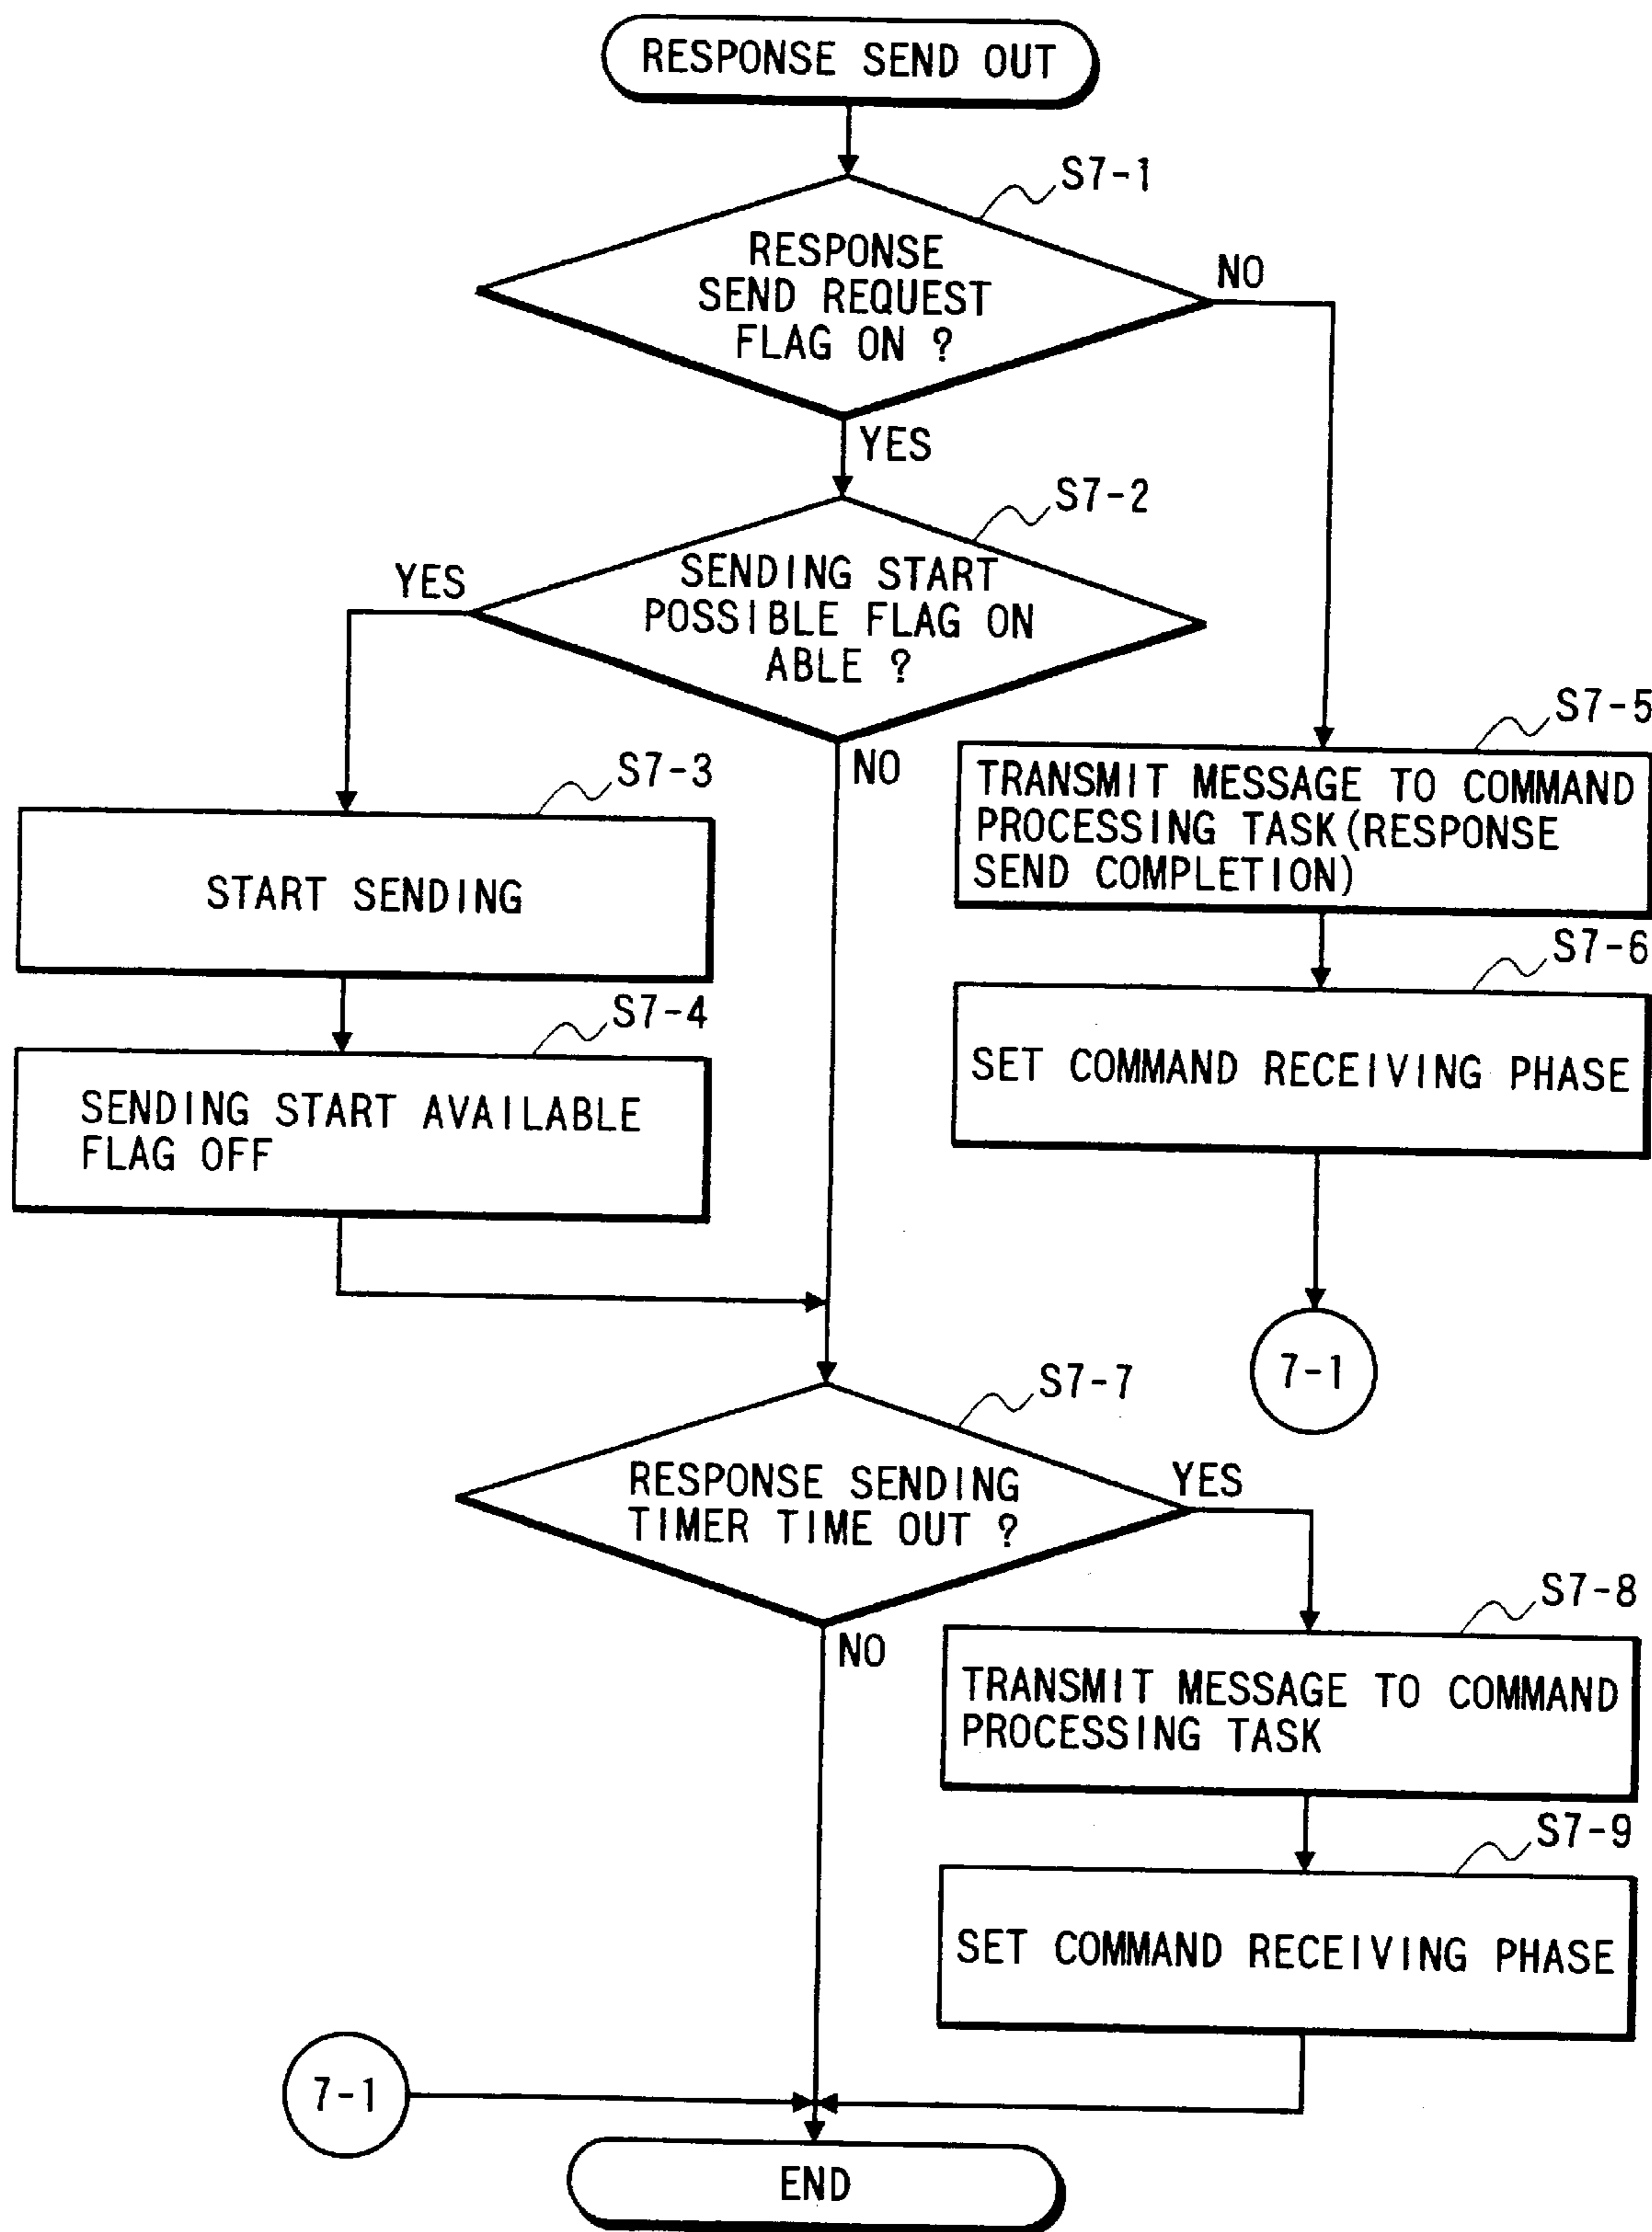 RESPONSE SEND OUT
S7-1
RESPONSE
SEND REQUEST
FLAG ON ?
NO
YES
S7-2
SENDING START
POSSIBLE FLAG ON
ABLE ?
YES
NO
S7-3
START SENDING
S7-4
SENDING START AVAILABLE
FLAG OFF
S7-5
TRANSMIT MESSAGE TO COMMAND
PROCESSING TASK(RESPONSE
SEND COMPLETION)
S7-6
SET COMMAND RECEIVING PHASE
7-1
S7-7
RESPONSE SENDING
TIMER TIME OUT ?
YES
NO
S7-8
TRANSMIT MESSAGE TO COMMAND
PROCESSING TASK
S7-9
SET COMMAND RECEIVING PHASE
7-1
END